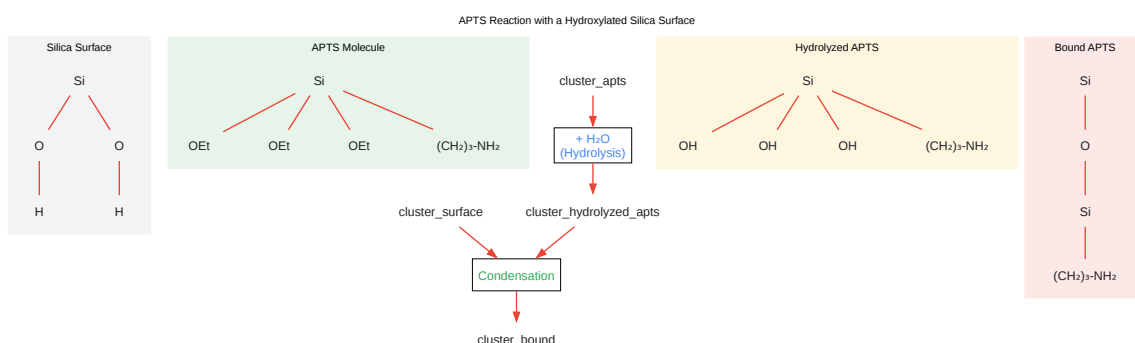 APTS Reaction with a Hydroxylated Silica Surface
Silica Surface
Si
O O
H H
APTS Molecule
Si
OEt OEt OEt (CH₂)₃-NH₂
cluster_apts
+ H₂O
(Hydrolysis)
cluster_surface cluster_hydrolyzed_apts
Condensation
cluster_bound
Hydrolyzed APTS
Si
OH OH OH (CH₂)₃-NH₂
Bound APTS
Si
O
Si
(CH₂)₃-NH₂